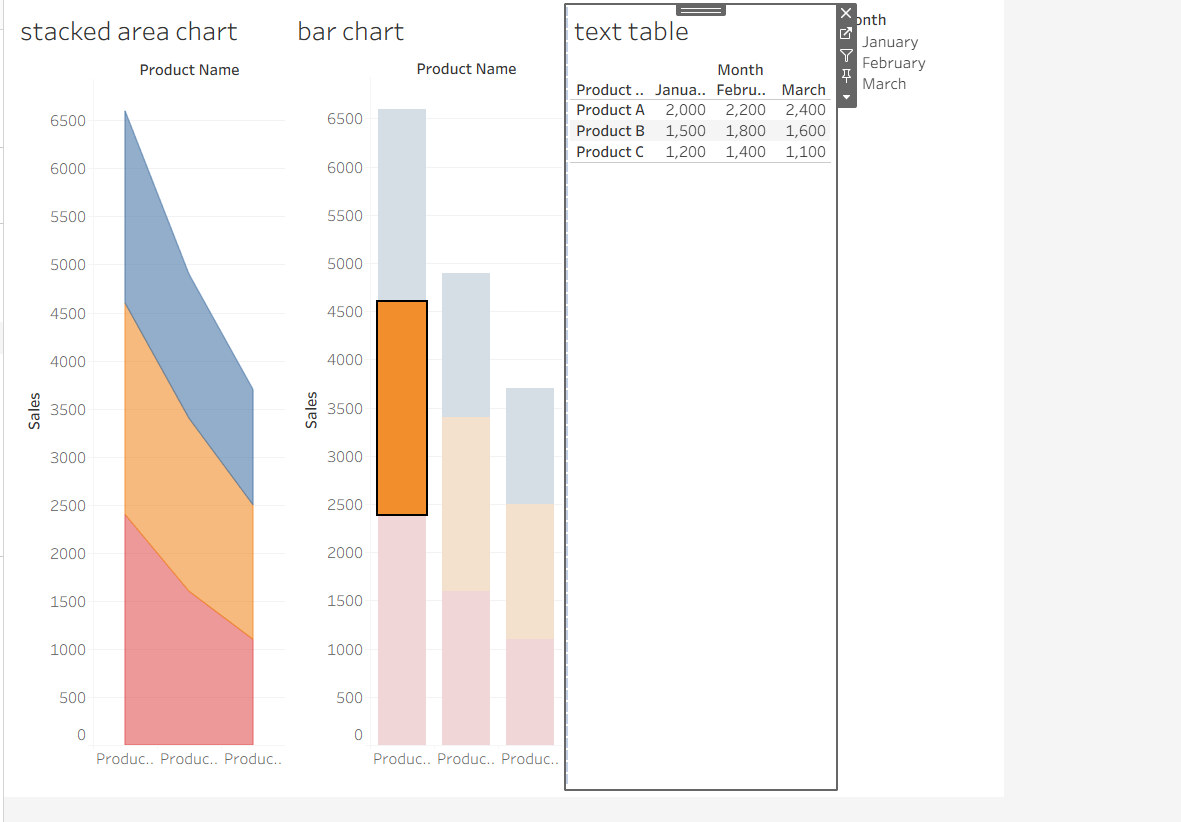 stacked area chart
Product Name
6500
6000
5500
5000
4500
4000
3500
3000
2500
2000
1500
1000
500
0
Sales
Produc.. Produc.. Produc..
bar chart
Product Name
6500
6000
5500
5000
4500
4000
3500
3000
2500
2000
1500
1000
500
0
Sales
Produc.. Produc.. Produc..
text table
Month
Product .. Janua.. Febru.. March
Product A 2,000 2,200 2,400
Product B 1,500 1,800 1,600
Product C 1,200 1,400 1,100
onth
January
February
March